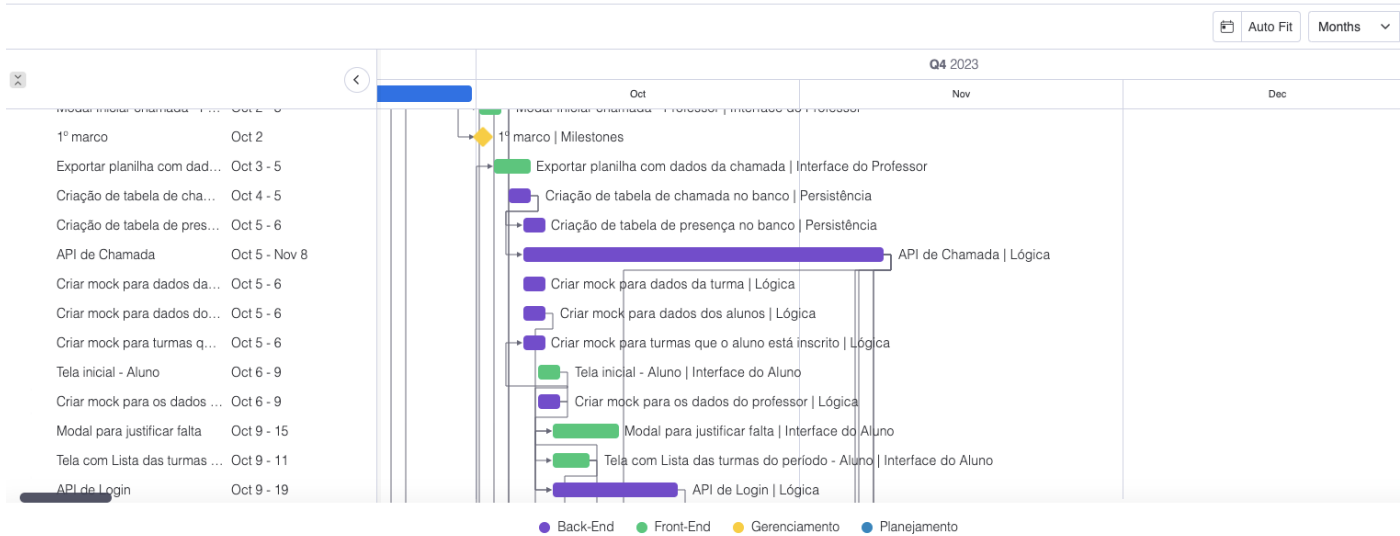 Auto Fit Months
Q4 2023
Oct Nov Dec
Modal Iniciar chamada - Professor | Interface do Professor
1º marco Oct 2 1º marco | Milestones
Exportar planilha com dad... Oct 3 - 5 Exportar planilha com dados da chamada | Interface do Professor
Criação de tabela de cha... Oct 4 - 5 Criação de tabela de chamada no banco | Persistência
Criação de tabela de pres... Oct 5 - 6 Criação de tabela de presença no banco | Persistência
API de Chamada Oct 5 - Nov 8 API de Chamada | Lógica
Criar mock para dados da... Oct 5 - 6 Criar mock para dados da turma | Lógica
Criar mock para dados do... Oct 5 - 6 Criar mock para dados dos alunos | Lógica
Criar mock para turmas q... Oct 5 - 6 Criar mock para turmas que o aluno está inscrito | Lógica
Tela inicial - Aluno Oct 6 - 9 Tela inicial - Aluno | Interface do Aluno
Criar mock para os dados ... Oct 6 - 9 Criar mock para os dados do professor | Lógica
Modal para justificar falta Oct 9 - 15 Modal para justificar falta | Interface do Aluno
Tela com Lista das turmas ... Oct 9 - 11 Tela com Lista das turmas do período - Aluno | Interface do Aluno
API de Login Oct 9 - 19 API de Login | Lógica
Back-End Front-End Gerenciamento Planejamento